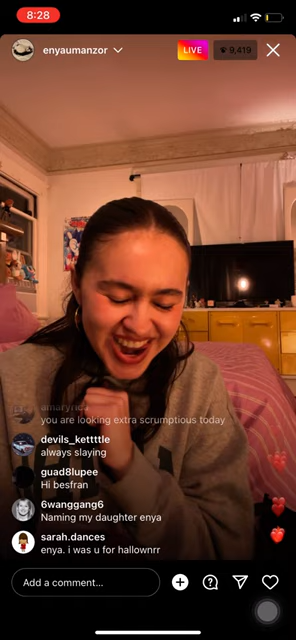 8:28
enyaumanzor
LIVE
9,419
you are looking extra scrumptious today
devils_kettttle
always slaying
guad8lupee
Hi besfran
6wanggang6
Naming my daughter enya
sarah.dances
enya. i was u for hallownrr
Add a comment...